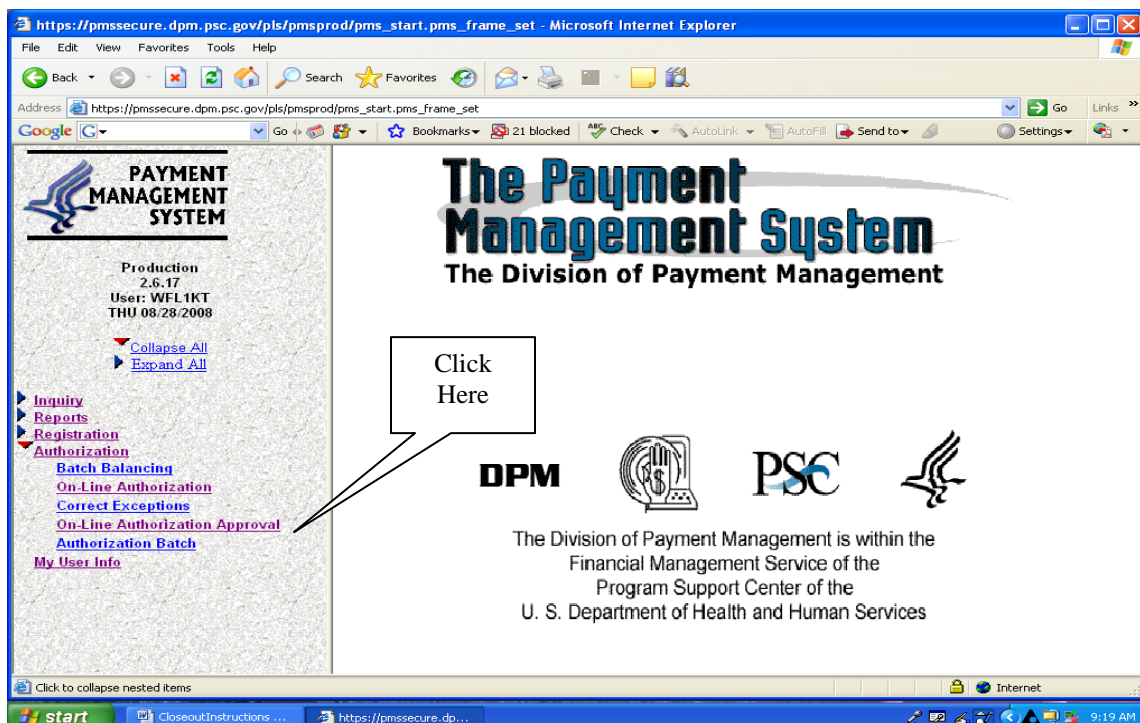 https://pmssecure.dpm.psc.gov/pls/pmsprod/pms_start.pms_frame_set - Microsoft Internet Explorer
File Edit View Favorites Tools Help
Back Search Favorites
Address https://pmssecure.dpm.psc.gov/pls/pmsprod/pms_start.pms_frame_set Go Links »
Google G Go Bookmarks 21 blocked ABC Check AutoLink AutoFill Send to Settings
PAYMENT
MANAGEMENT
SYSTEM
Production
2.6.17
User: WFL1KT
THU 08/28/2008
Collapse All
Expand All
Inquiry
Reports
Registration
Authorization
Batch Balancing
On-Line Authorization
Correct Exceptions
On-Line Authorization Approval
Authorization Batch
My User Info
The Payment
Management System
The Division of Payment Management
Click
Here
DPM $ PSC
The Division of Payment Management is within the
Financial Management Service of the
Program Support Center of the
U. S. Department of Health and Human Services
Click to collapse nested items Internet
start CloseoutInstructions ... https://pmssecure.dp... 9:19 AM